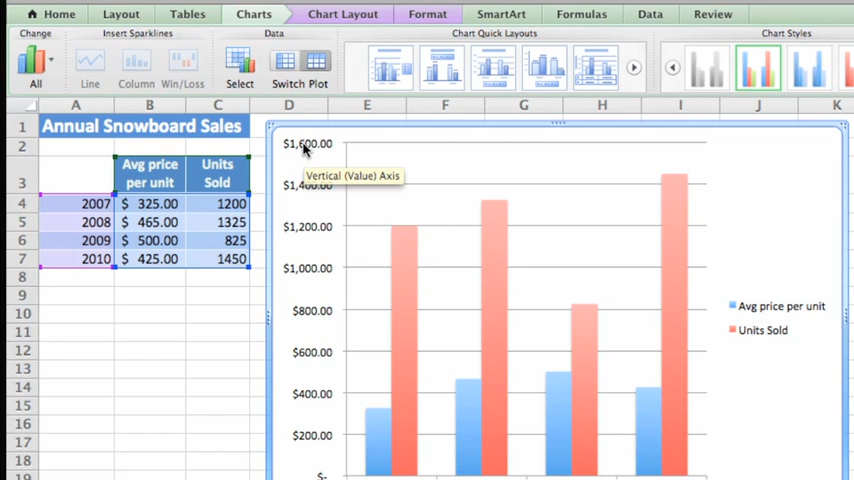 Home Layout Tables Charts Chart Layout Format SmartArt Formulas Data Review
Change Insert Sparklines Data Chart Quick Layouts Chart Styles
All Line Column Win/Loss Select Switch Plot
A B C D E F G H I J K
1 Annual Snowboard Sales
2
3 Avg price per unit Units Sold
4 2007 $ 325.00 1200
5 2008 $ 465.00 1325
6 2009 $ 500.00 825
7 2010 $ 425.00 1450
8
9
10
11
12
13
14
15
16
17
18
19
$1,600.00
Vertical (Value) Axis
$1,400.00
$1,200.00
$1,000.00
$800.00
$600.00
$400.00
$200.00
$-
Avg price per unit
Units Sold